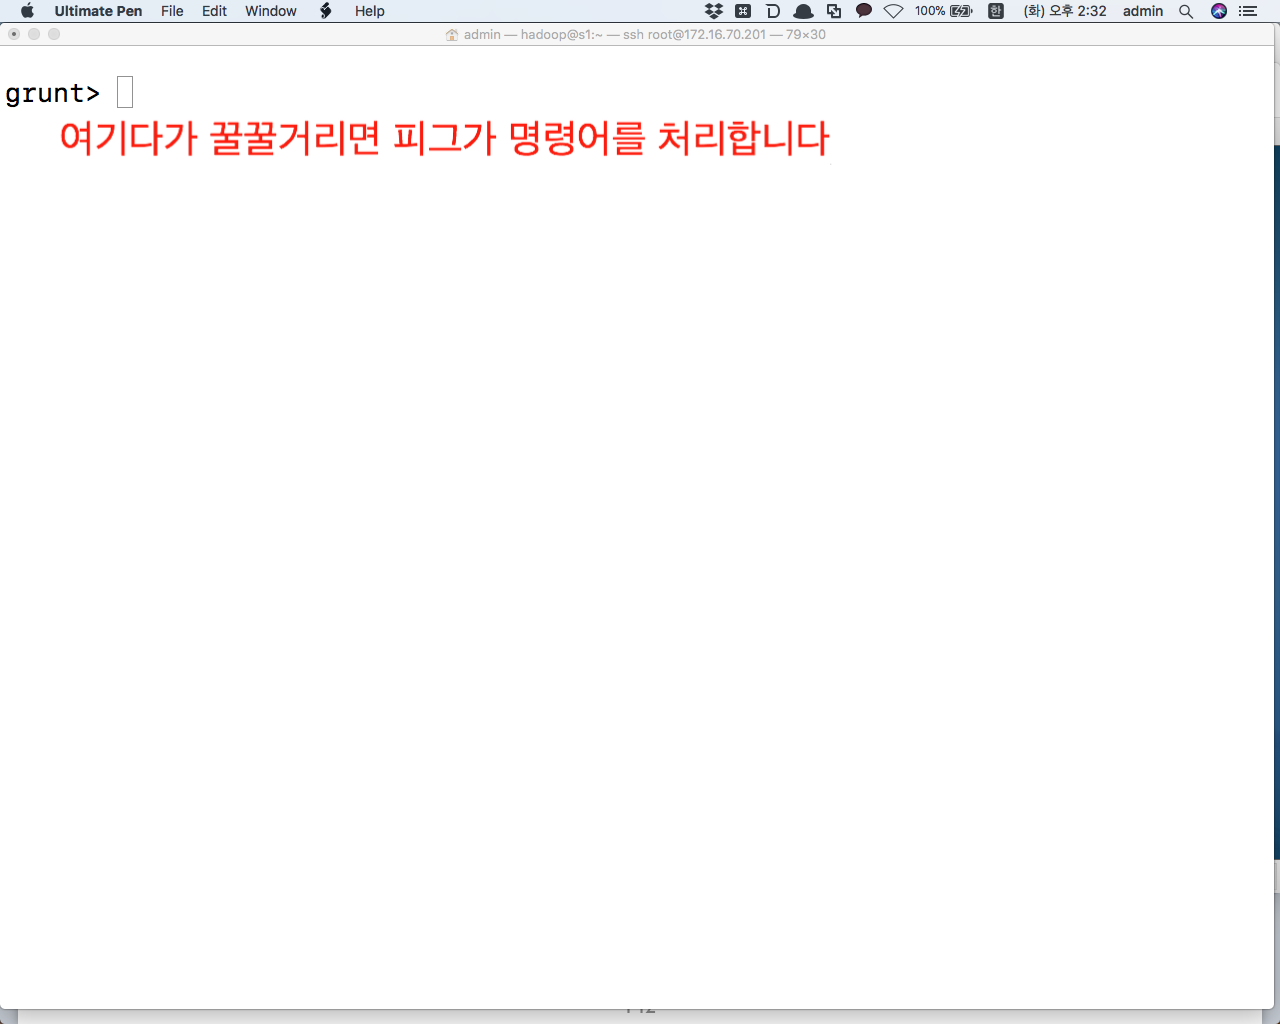 Ultimate Pen File Edit Window Help 100% 한 (화) 오후 2:32 admin
admin — hadoop@s1:~ — ssh root@172.16.70.201 — 79×30
grunt>
여기다가 꿀꿀거리면 피그가 명령어를 처리합니다